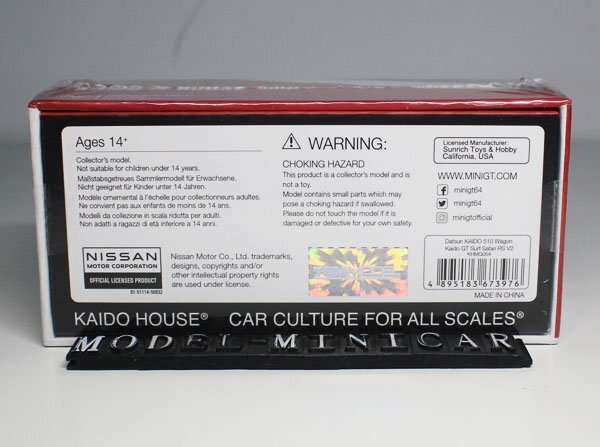 Ages 14+
Collector's model.
Not suitable for children under 14 years.
Maßstabsgetreues Sammlermodell für Erwachsene.
Nicht geeignet für Kinder unter 14 Jahren.
Modèle ornemental à l'échelle pour collectionneurs adultes.
Ne convient pas aux enfants de moins de 14 ans.
Modelli da collezione in scala ridotta per adulti.
Non adatti a ragazzi di età inferiore a 14 anni.
NISSAN
MOTOR CORPORATION
OFFICIAL LICENSED PRODUCT
Nissan Motor Co., Ltd. trademarks,
designs, copyrights and/or
other intellectual property rights
are used under license.
WARNING:
CHOKING HAZARD
This product is a collector's model and is
not a toy.
Model contains small parts which may
pose a choking hazard if swallowed.
Please do not touch the model if it is
damaged or defective for your own safety.
Licensed Manufacturer:
Sunrich Toys & Hobby
California, USA
WWW.MINIGT.COM
minigt64
minigt64
minigtofficial
Datsun KAIDO 510 Wagon
Kaido GT Surf Safari RS V2
KHMG054
4 895183 673976
MADE IN CHINA
KAIDO HOUSE® CAR CULTURE FOR ALL SCALES®
MODEL-MINICAR